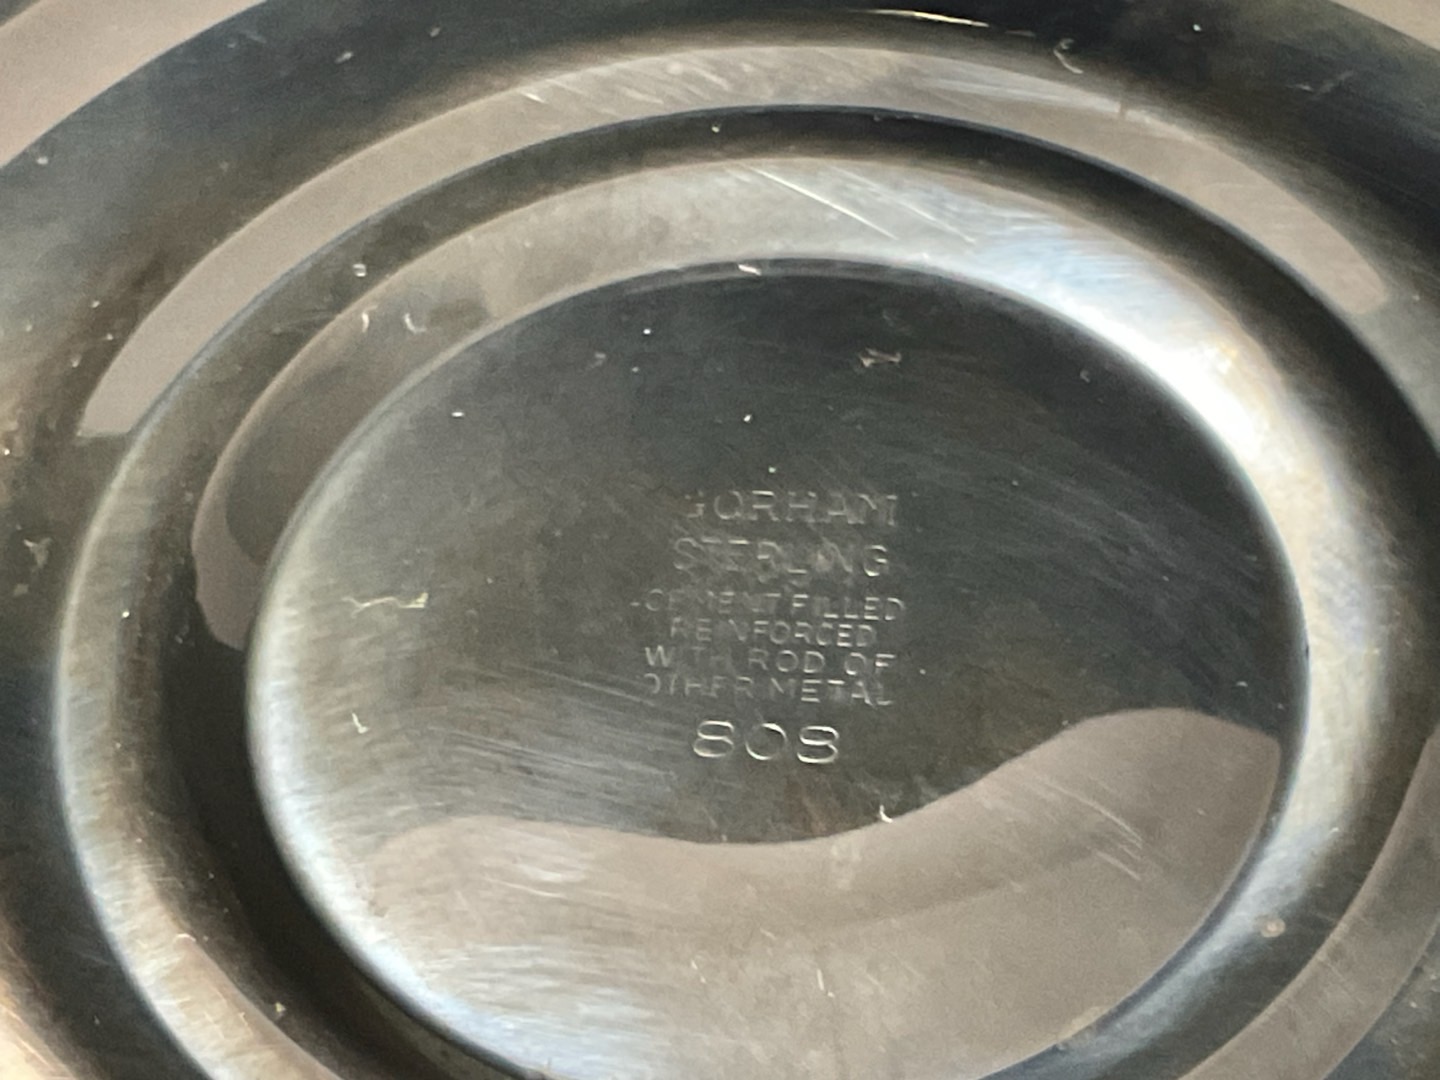 GORHAM
STERLING
CEMENT FILLED
REINFORCED
WITH ROD OF
OTHER METAL
808